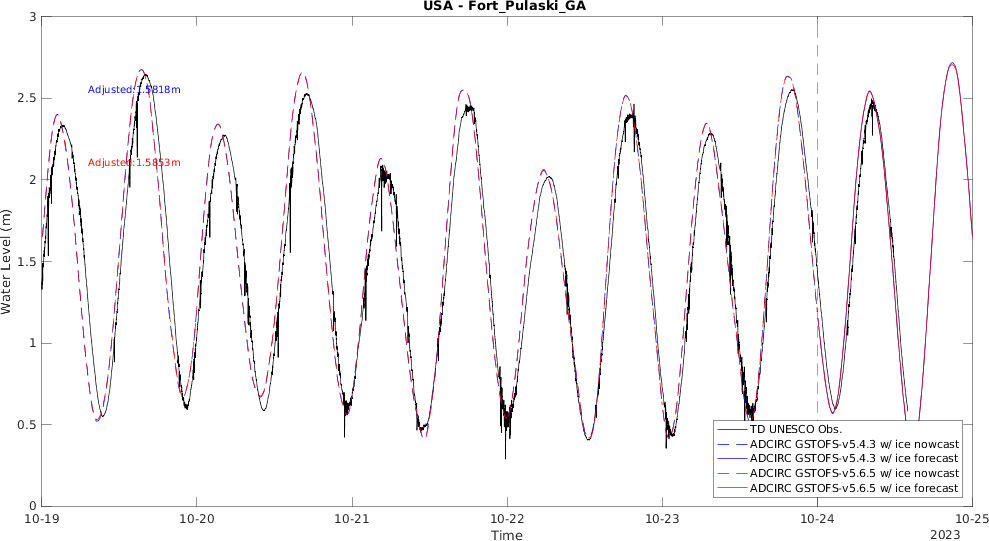 USA - Fort_Pulaski_GA
3
2.5
2
1.5
1
0.5
0
Water Level (m)
Adjusted:1.5818m
Adjusted:1.5853m
TD UNESCO Obs.
ADCIRC GSTOFS-v5.4.3 w/ ice nowcast
ADCIRC GSTOFS-v5.4.3 w/ ice forecast
ADCIRC GSTOFS-v5.6.5 w/ ice nowcast
ADCIRC GSTOFS-v5.6.5 w/ ice forecast
10-19 10-20 10-21 10-22 10-23 10-24 10-25
Time
2023